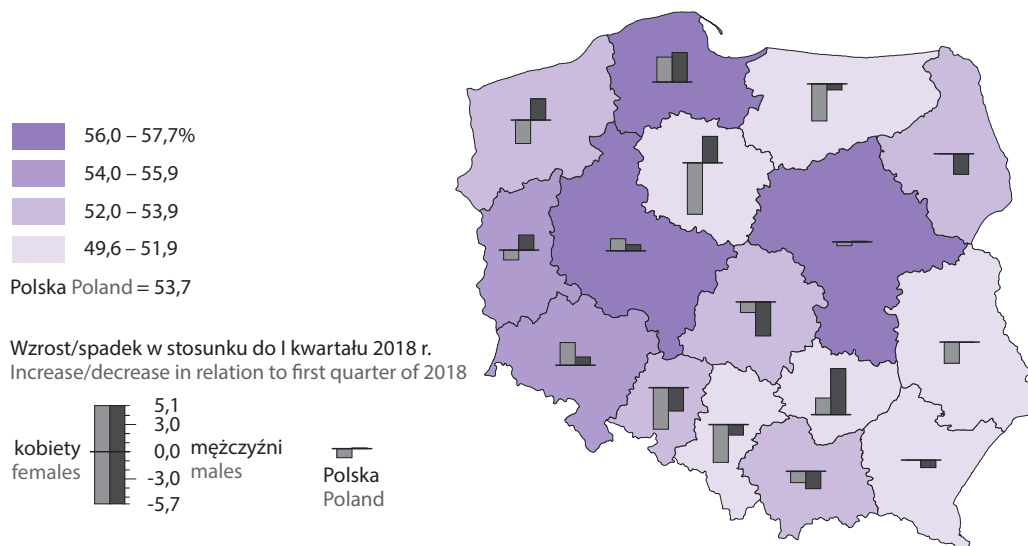 56,0 – 57,7%
54,0 – 55,9
52,0 – 53,9
49,6 – 51,9
Polska Poland = 53,7
Wzrost/spadek w stosunku do I kwartału 2018 r.
Increase/decrease in relation to first quarter of 2018
kobiety
females
5,1
3,0
0,0
-3,0
-5,7
mężczyźni
males
Polska
Poland